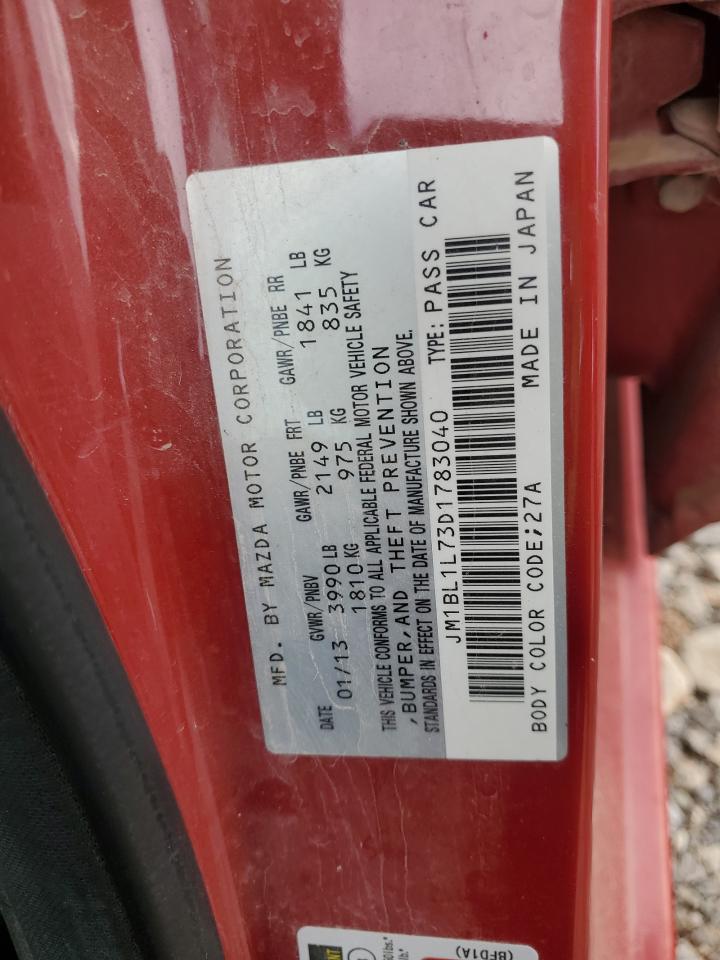 MFD. BY MAZDA MOTOR CORPORATION
DATE GVWR/PNBV GAWR/PNBE FRT GAWR/PNBE RR
01/13 3990 LB 2149 LB 1841 LB
1810 KG 975 KG 835 KG
THIS VEHICLE CONFORMS TO ALL APPLICABLE FEDERAL MOTOR VEHICLE SAFETY
,BUMPER,AND THEFT PREVENTION
STANDARDS IN EFFECT ON THE DATE OF MANUFACTURE SHOWN ABOVE.
JM1BL1L73D1783040 TYPE: PASS CAR
BODY COLOR CODE;27A MADE IN JAPAN
(BFD1A)